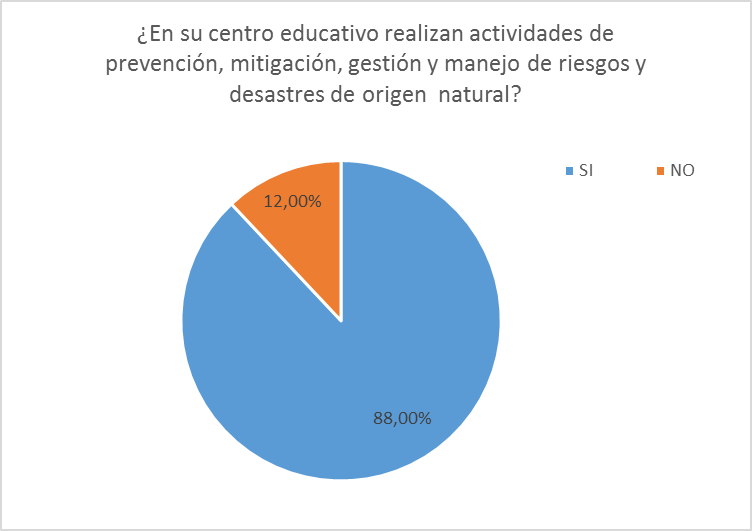 ¿En su centro educativo realizan actividades de
prevención, mitigación, gestión y manejo de riesgos y
desastres de origen  natural?
SI
NO
12,00%
88,00%